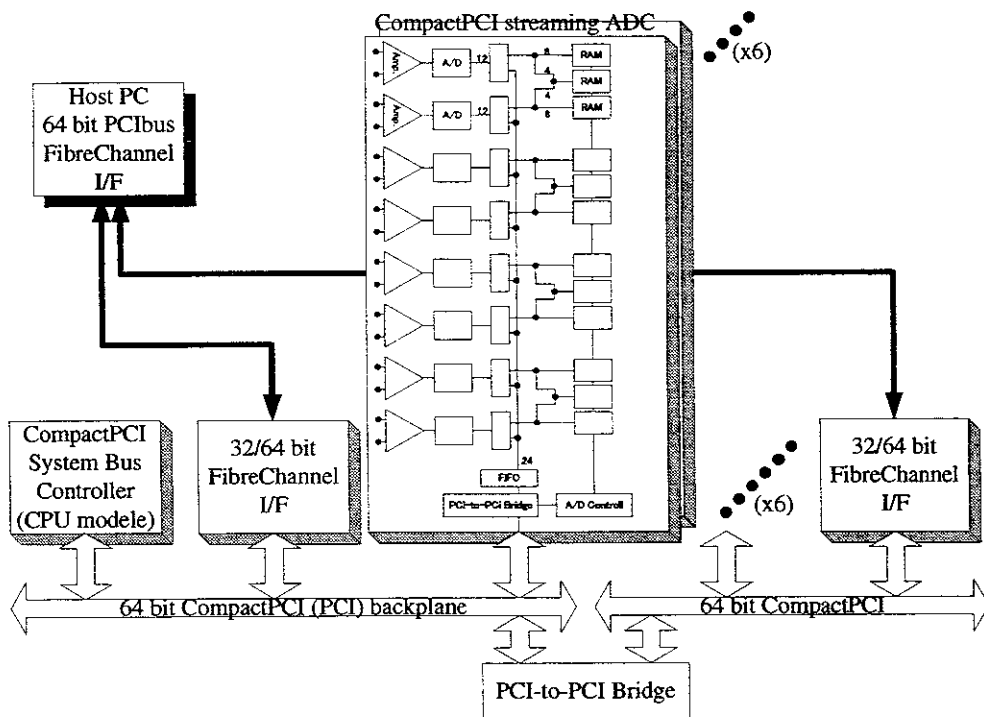 CompactPCI streaming ADC
(x6)
Host PC
64 bit PCIbus
FibreChannel
I/F
Amp.
A/D
12
8
4
RAM
RAM
Amp.
A/D
12
4
8
RAM
24
FIFO
PCI-to-PCI Bridge
A/D Controll
CompactPCI
System Bus
Controller
(CPU modele)
32/64 bit
FibreChannel
I/F
(x6)
32/64 bit
FibreChannel
I/F
64 bit CompactPCI (PCI) backplane
64 bit CompactPCI
PCI-to-PCI Bridge